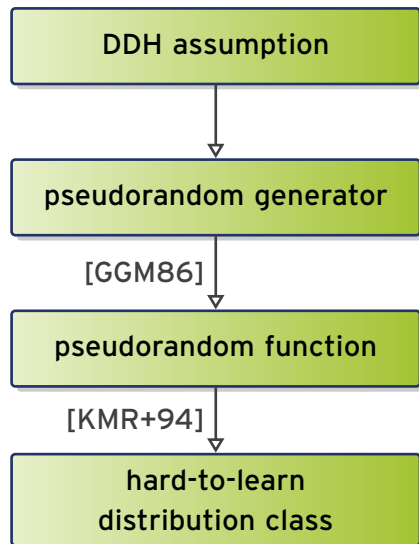 DDH assumption
pseudorandom generator
[GGM86]
pseudorandom function
[KMR+94]
hard-to-learn
distribution class